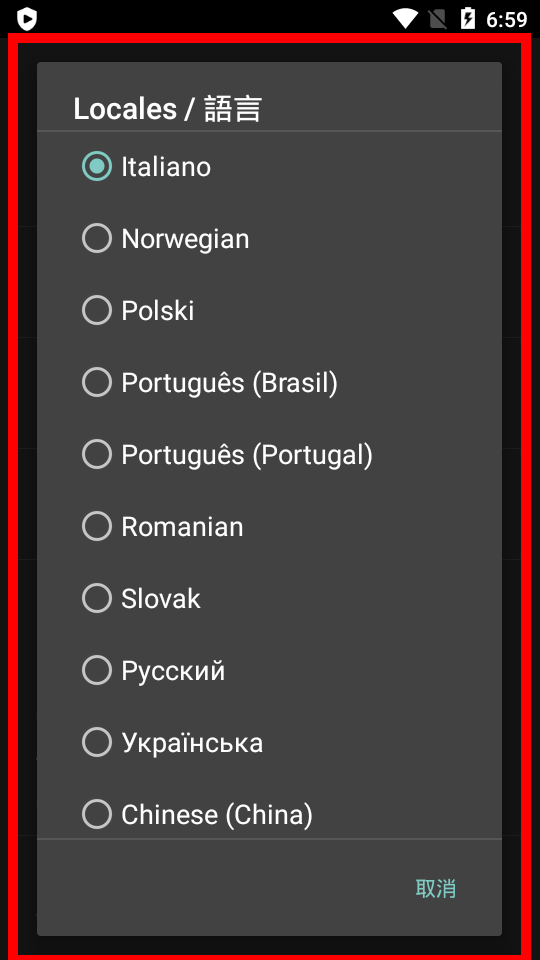 6:59
Locales / 語言
Italiano
Norwegian
Polski
Português (Brasil)
Português (Portugal)
Romanian
Slovak
Русский
Українська
Chinese (China)
取消